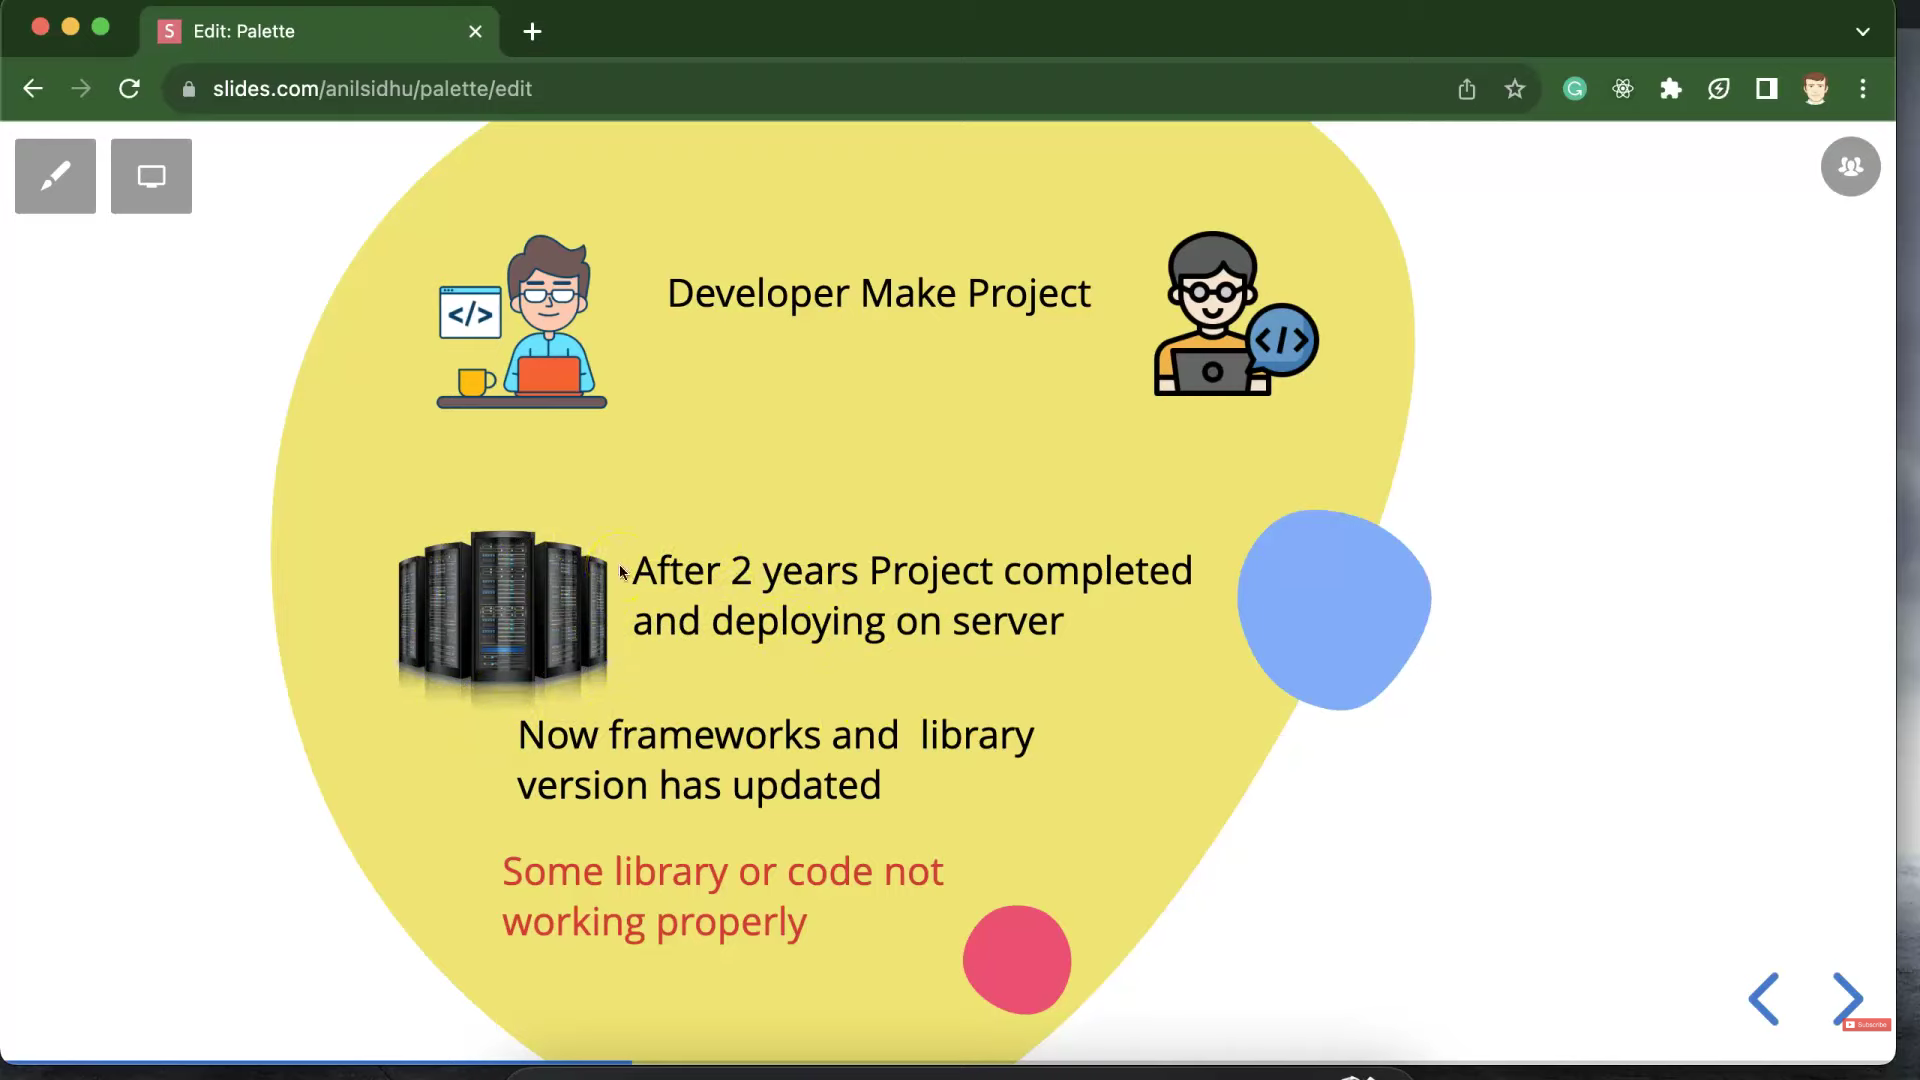 S Edit: Palette
slides.com/anilsidhu/palette/edit
Developer Make Project
</>
</>
After 2 years Project completed
and deploying on server
Now frameworks and library
version has updated
Some library or code not
working properly
Subscribe